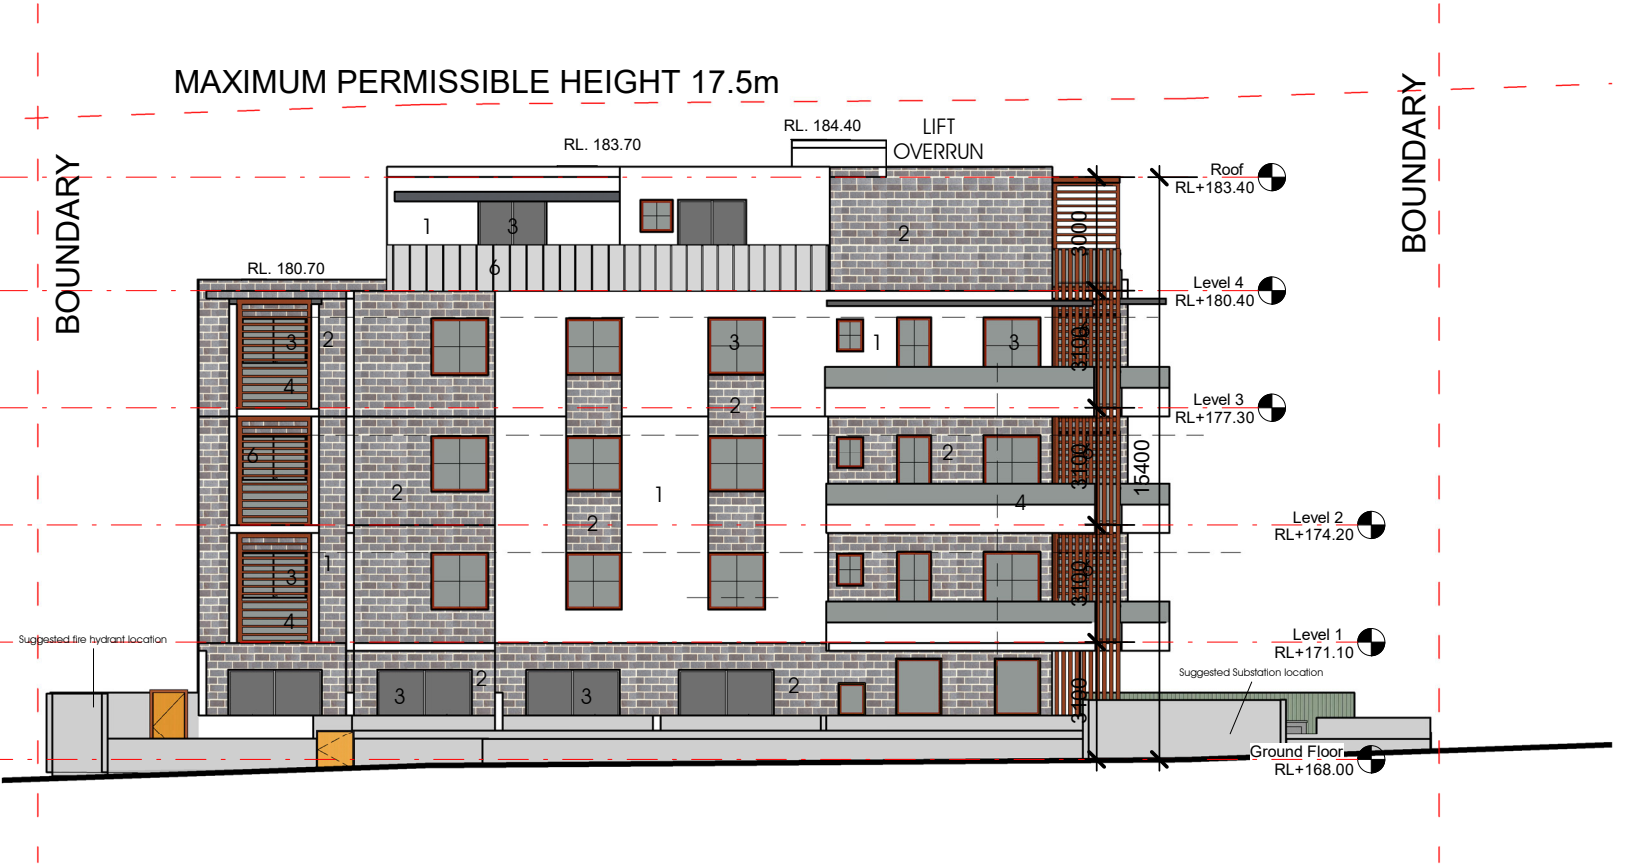 MAXIMUM PERMISSIBLE HEIGHT 17.5m
BOUNDARY
BOUNDARY
RL. 183.70
RL. 184.40
LIFT
OVERRUN
Roof
RL+183.40
1
3
2
3000
6
RL. 180.70
Level 4
RL+180.40
3
2
3
1
3
3100
4
2
Level 3
RL+177.30
6
2
3100
15400
2
1
4
2
Level 2
RL+174.20
1
3
3100
4
Suggested fire hydrant location
Level 1
RL+171.10
Suggested Substation location
3
2
3
2
3100
Ground Floor
RL+168.00